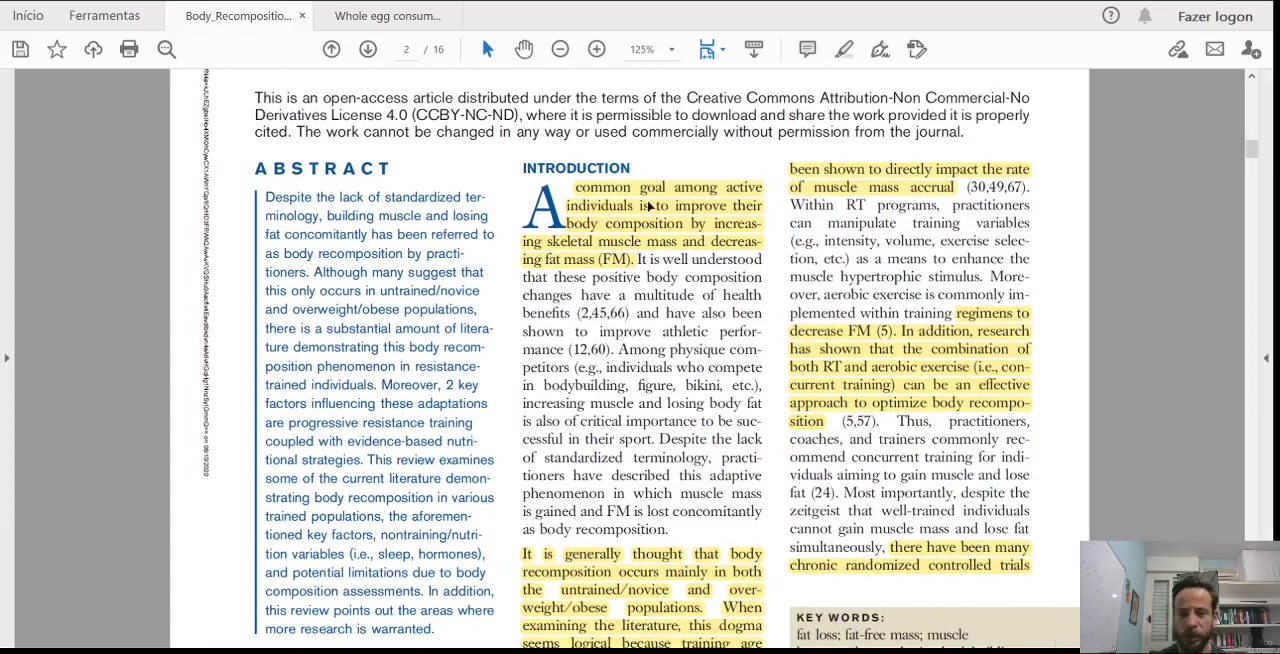 Início
Ferramentas
Body_Recompositio... ×
Whole egg consum...
Fazer logon
2 / 16
125%
This is an open-access article distributed under the terms of the Creative Commons Attribution-Non Commercial-No
Derivatives License 4.0 (CCBY-NC-ND), where it is permissible to download and share the work provided it is properly
cited. The work cannot be changed in any way or used commercially without permission from the journal.
ABSTRACT
Despite the lack of standardized ter-
minology, building muscle and losing
fat concomitantly has been referred to
as body recomposition by practi-
tioners. Although many suggest that
this only occurs in untrained/novice
and overweight/obese populations,
there is a substantial amount of litera-
ture demonstrating this body recom-
position phenomenon in resistance-
trained individuals. Moreover, 2 key
factors influencing these adaptations
are progressive resistance training
coupled with evidence-based nutri-
tional strategies. This review examines
some of the current literature demon-
strating body recomposition in various
trained populations, the aforemen-
tioned key factors, nontraining/nutri-
tion variables (i.e., sleep, hormones),
and potential limitations due to body
composition assessments. In addition,
this review points out the areas where
more research is warranted.
INTRODUCTION
A common goal among active
individuals is to improve their
body composition by increas-
ing skeletal muscle mass and decreas-
ing fat mass (FM). It is well understood
that these positive body composition
changes have a multitude of health
benefits (2,45,66) and have also been
shown to improve athletic perfor-
mance (12,60). Among physique com-
petitors (e.g., individuals who compete
in bodybuilding, figure, bikini, etc.),
increasing muscle and losing body fat
is also of critical importance to be suc-
cessful in their sport. Despite the lack
of standardized terminology, practi-
tioners have described this adaptive
phenomenon in which muscle mass
is gained and FM is lost concomitantly
as body recomposition.
It is generally thought that body
recomposition occurs mainly in both
the untrained/novice and over-
weight/obese populations. When
examining the literature, this dogma
seems logical because training age
been shown to directly impact the rate
of muscle mass accrual (30,49,67).
Within RT programs, practitioners
can manipulate training variables
(e.g., intensity, volume, exercise selec-
tion, etc.) as a means to enhance the
muscle hypertrophic stimulus. More-
over, aerobic exercise is commonly im-
plemented within training regimens to
decrease FM (5). In addition, research
has shown that the combination of
both RT and aerobic exercise (i.e., con-
current training) can be an effective
approach to optimize body recompo-
sition (5,57). Thus, practitioners,
coaches, and trainers commonly rec-
ommend concurrent training for indi-
viduals aiming to gain muscle and lose
fat (24). Most importantly, despite the
zeitgeist that well-trained individuals
cannot gain muscle mass and lose fat
simultaneously, there have been many
chronic randomized controlled trials
KEY WORDS:
fat loss; fat-free mass; muscle